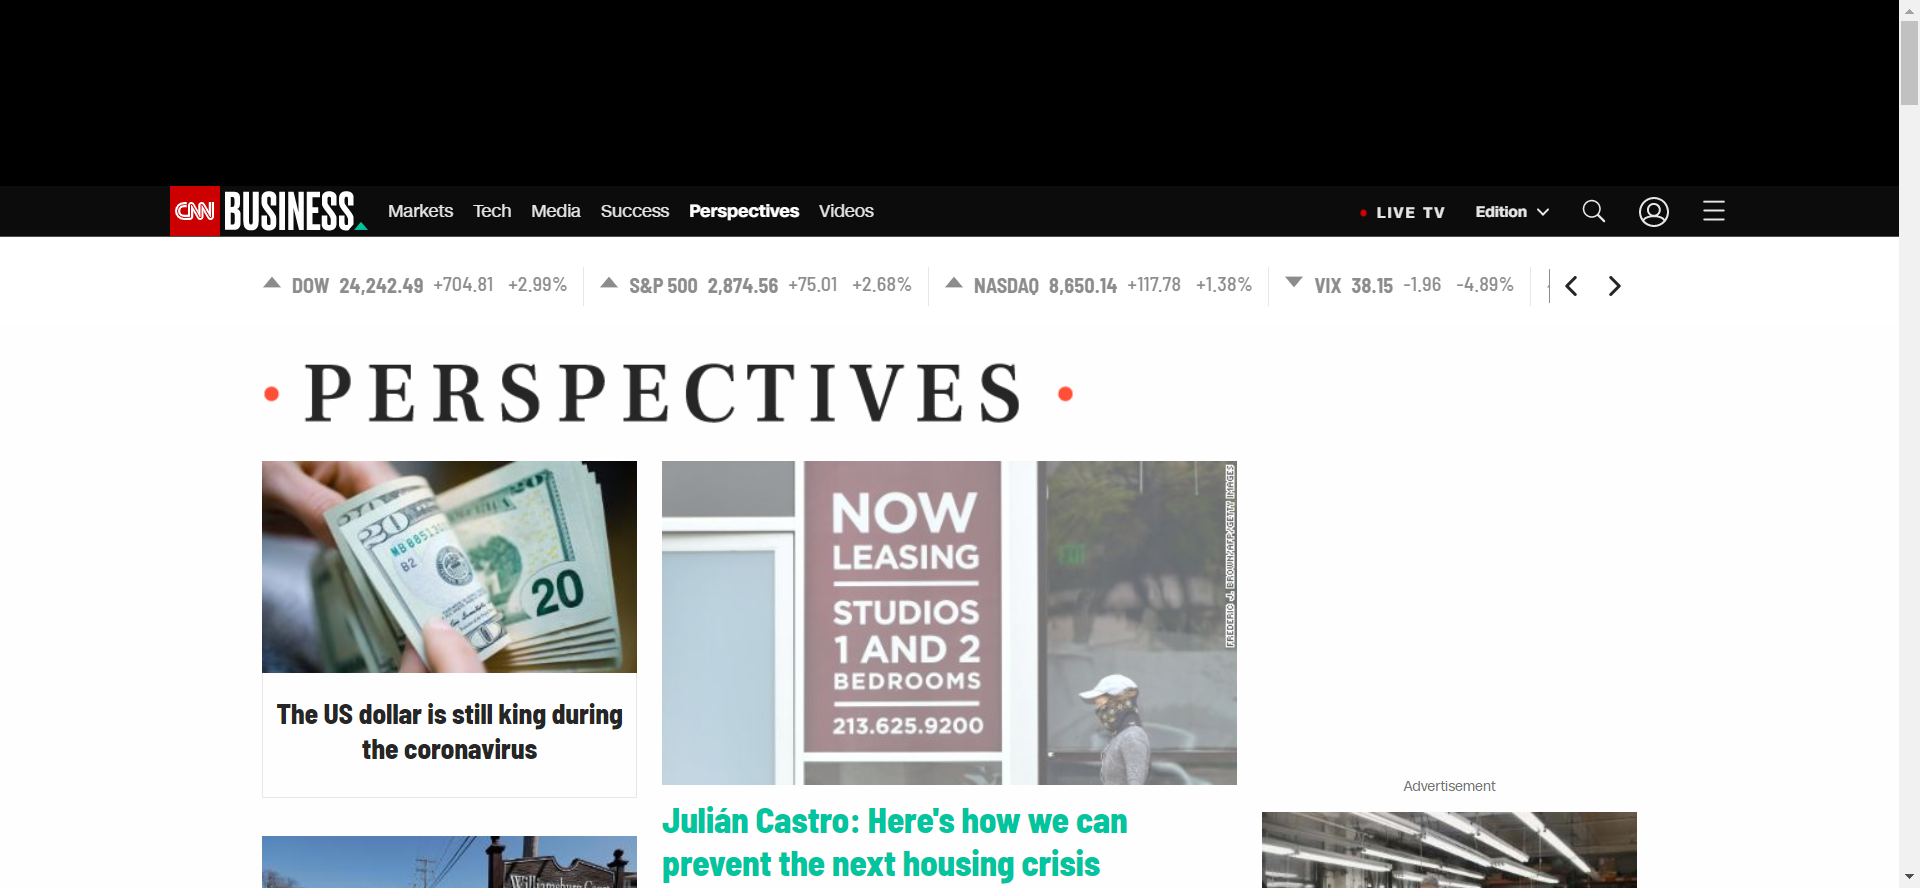 CNN BUSINESS Markets Tech Media Success Perspectives Videos LIVE TV Edition
DOW 24,242.49 +704.81 +2.99% S&P 500 2,874.56 +75.01 +2.68% NASDAQ 8,650.14 +117.78 +1.38% VIX 38.15 -1.96 -4.89%
PERSPECTIVES
20
B2
20
The US dollar is still king during
the coronavirus
NOW
LEASING
STUDIOS
1 AND 2
BEDROOMS
213.625.9200
EXIT
FREDERIC J. BROWN/AFP/GETTY IMAGES
Julián Castro: Here's how we can
prevent the next housing crisis
Advertisement